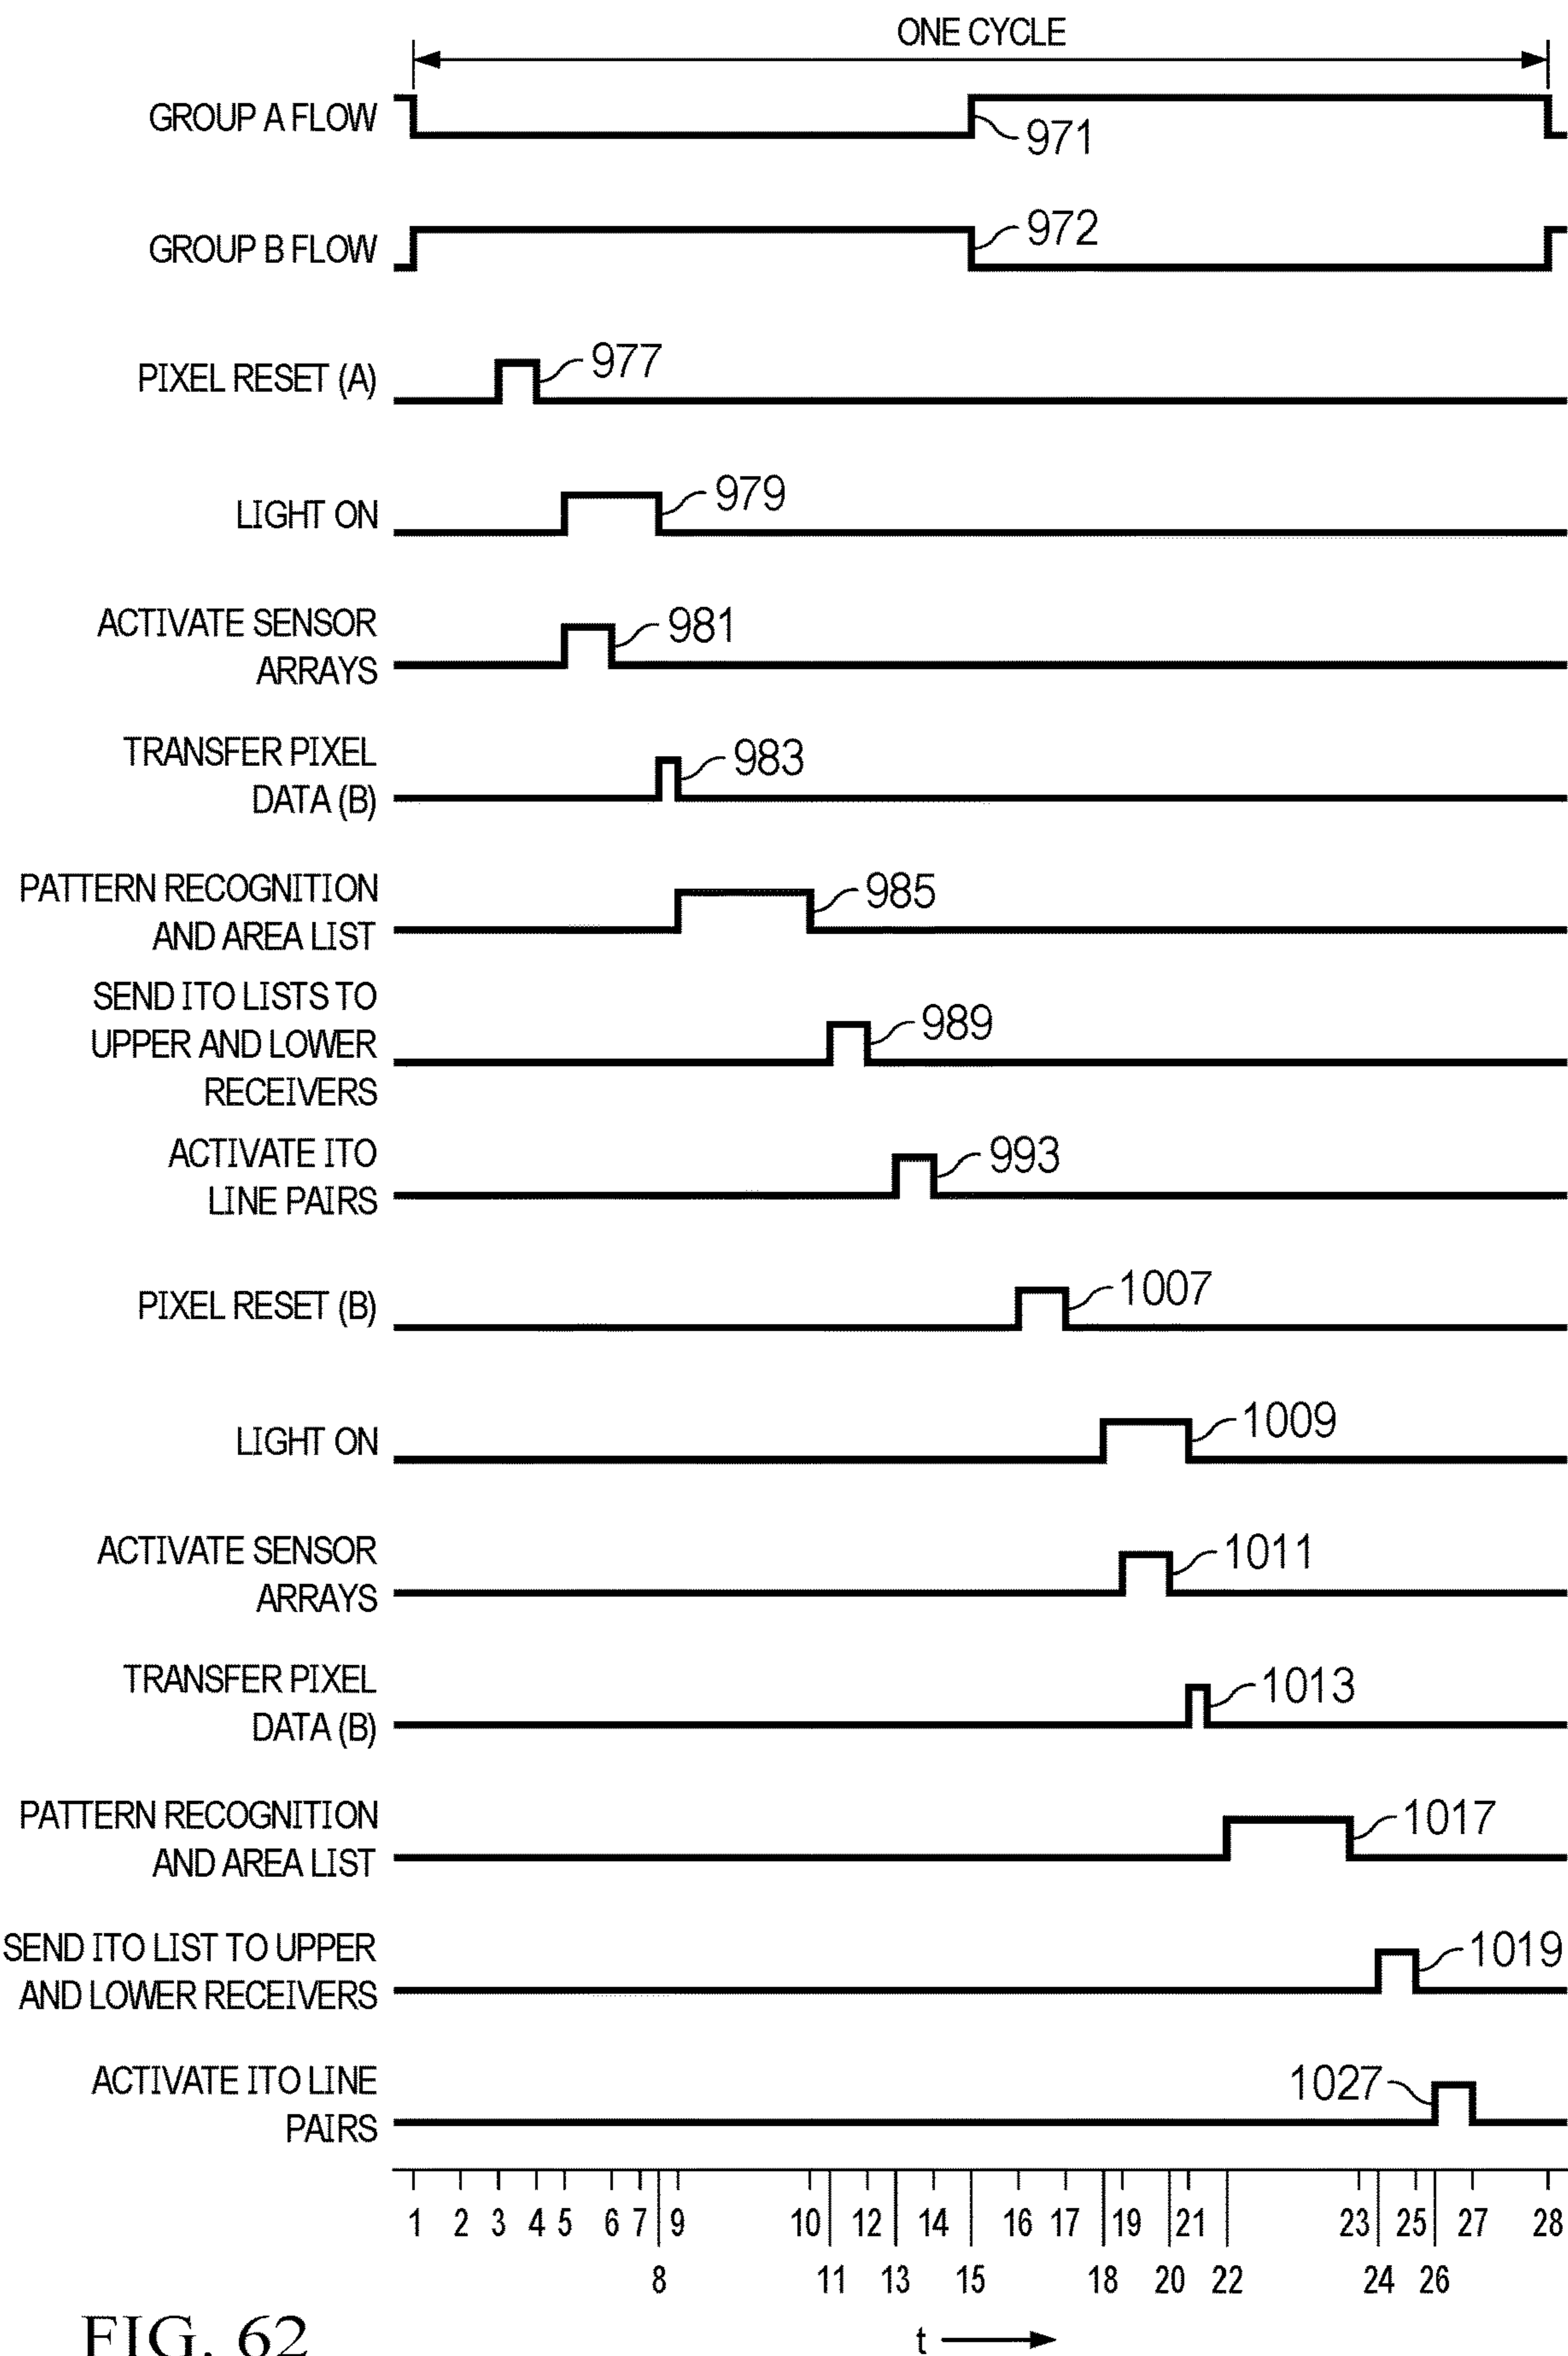 ONE CYCLE
GROUP A FLOW
971
GROUP B FLOW
972
PIXEL RESET (A)
977
LIGHT ON
979
ACTIVATE SENSOR
ARRAYS
981
TRANSFER PIXEL
DATA (B)
983
PATTERN RECOGNITION
AND AREA LIST
985
SEND ITO LISTS TO
UPPER AND LOWER
RECEIVERS
989
ACTIVATE ITO
LINE PAIRS
993
PIXEL RESET (B)
1007
LIGHT ON
1009
ACTIVATE SENSOR
ARRAYS
1011
TRANSFER PIXEL
DATA (B)
1013
PATTERN RECOGNITION
AND AREA LIST
1017
SEND ITO LIST TO UPPER
AND LOWER RECEIVERS
1019
ACTIVATE ITO LINE
PAIRS
1027
1 2 3 4 5 6 7 9 10 12 14 16 17 19 21 23 25 27 28
8 11 13 15 18 20 22 24 26
t
FIG. 62